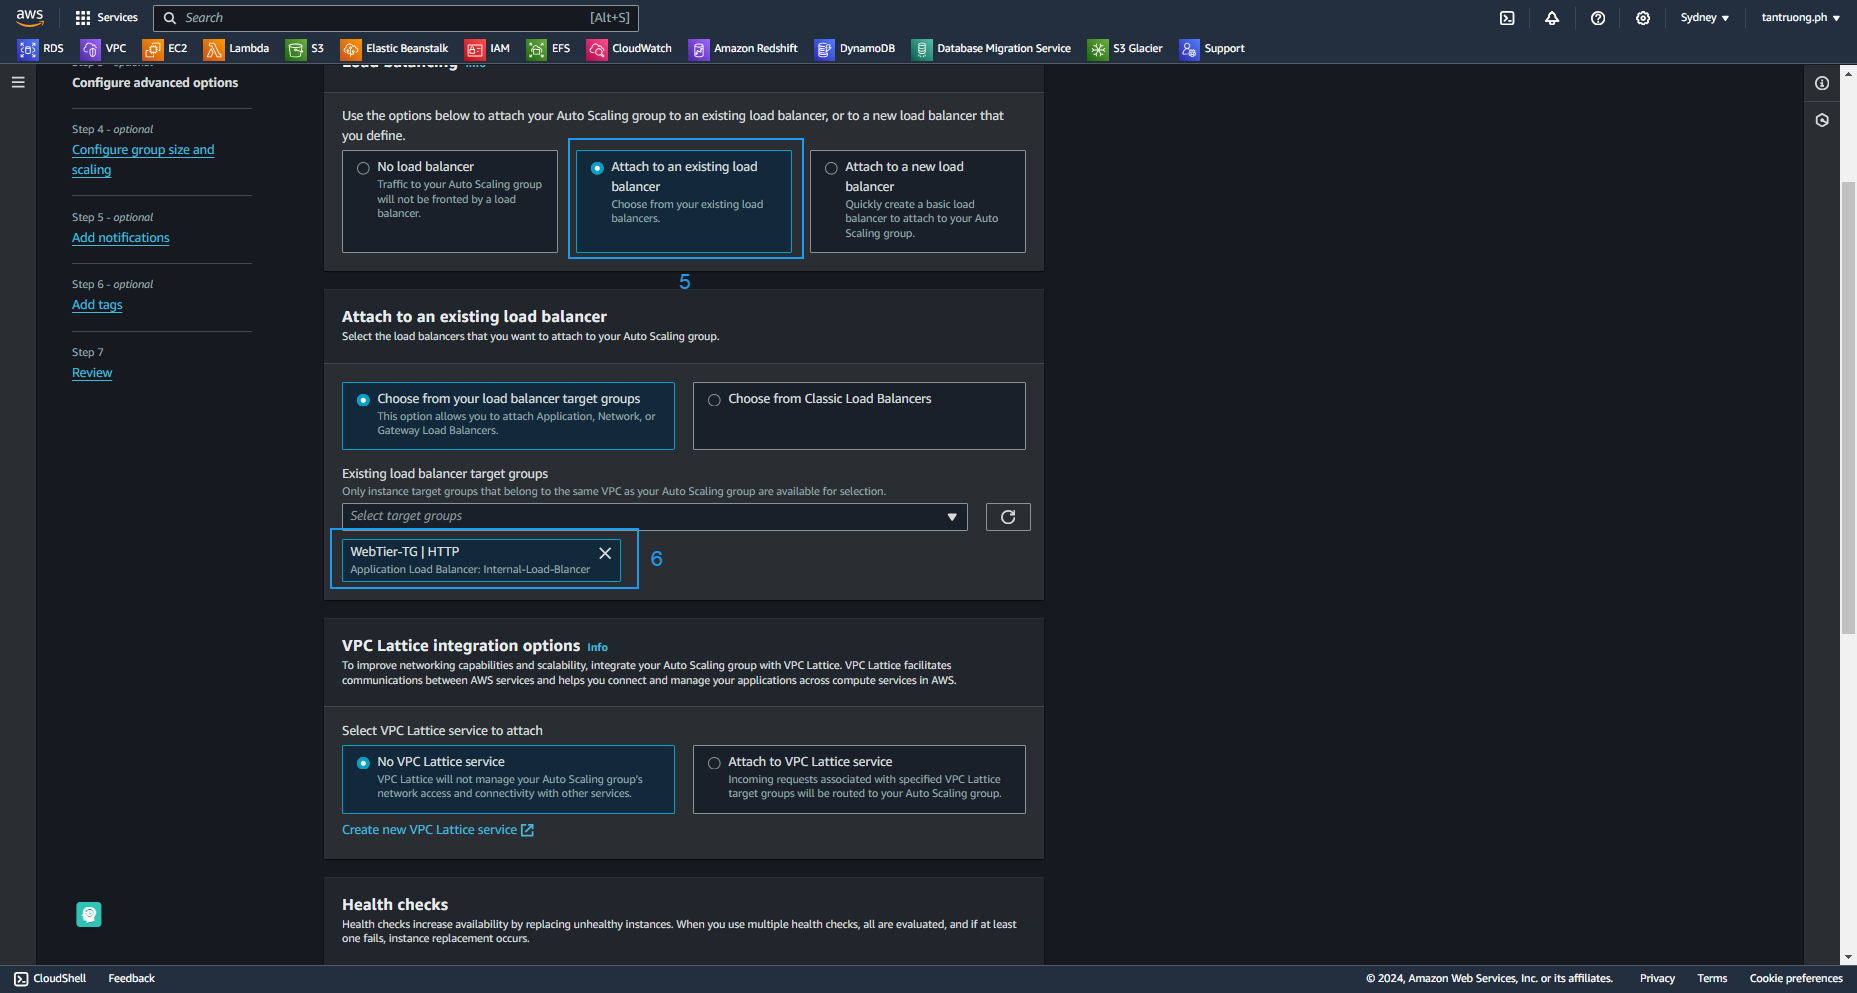 aws
Services
Search
[Alt+S]
Sydney
tantruong.ph
RDS
VPC
EC2
Lambda
S3
Elastic Beanstalk
IAM
EFS
CloudWatch
Amazon Redshift
DynamoDB
Database Migration Service
S3 Glacier
Support
Configure advanced options
Step 4 - optional
Configure group size and
scaling
Step 5 - optional
Add notifications
Step 6 - optional
Add tags
Step 7
Review
Load balancing Info
Use the options below to attach your Auto Scaling group to an existing load balancer, or to a new load balancer that
you define.
No load balancer
Traffic to your Auto Scaling group
will not be fronted by a load
balancer.
Attach to an existing load
balancer
Choose from your existing load
balancers.
Attach to a new load
balancer
Quickly create a basic load
balancer to attach to your Auto
Scaling group.
5
Attach to an existing load balancer
Select the load balancers that you want to attach to your Auto Scaling group.
Choose from your load balancer target groups
This option allows you to attach Application, Network, or
Gateway Load Balancers.
Choose from Classic Load Balancers
Existing load balancer target groups
Only instance target groups that belong to the same VPC as your Auto Scaling group are available for selection.
Select target groups
WebTier-TG | HTTP
Application Load Balancer: Internal-Load-Blancer
6
VPC Lattice integration options Info
To improve networking capabilities and scalability, integrate your Auto Scaling group with VPC Lattice. VPC Lattice facilitates
communications between AWS services and helps you connect and manage your applications across compute services in AWS.
Select VPC Lattice service to attach
No VPC Lattice service
VPC Lattice will not manage your Auto Scaling group's
network access and connectivity with other services.
Attach to VPC Lattice service
Incoming requests associated with specified VPC Lattice
target groups will be routed to your Auto Scaling group.
Create new VPC Lattice service
Health checks
Health checks increase availability by replacing unhealthy instances. When you use multiple health checks, all are evaluated, and if at least
one fails, instance replacement occurs.
CloudShell
Feedback
© 2024, Amazon Web Services, Inc. or its affiliates.
Privacy
Terms
Cookie preferences